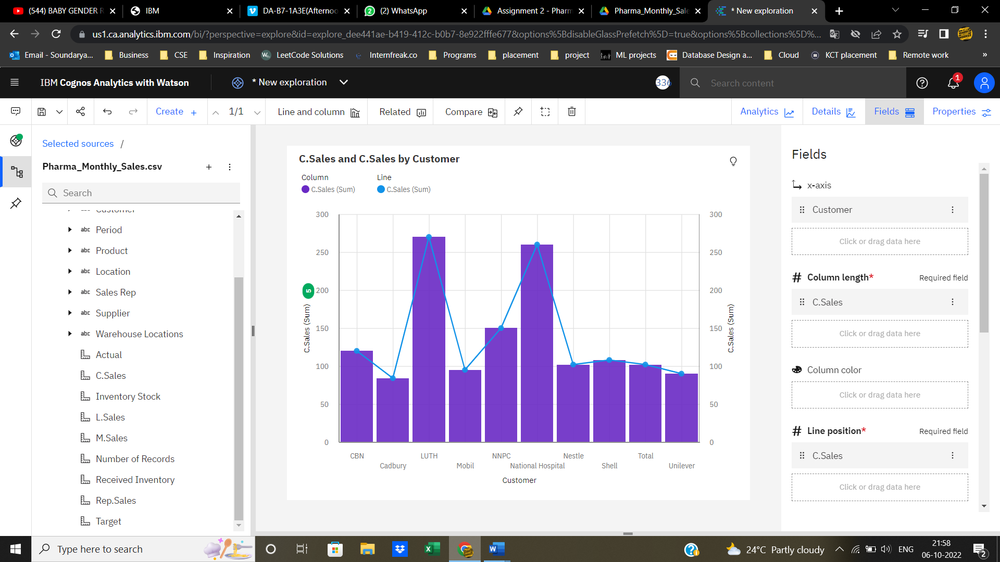 (544) BABY GENDER R
IBM
DA-B7-1A3E(Afternoo
(2) WhatsApp
Assignment 2 - Pharm
Pharma_Monthly_Sale
* New exploration
us1.ca.analytics.ibm.com/bi/?perspective=explore&id=explore_dee441ae-b419-412c-b0b7-8e922fffe677&options%5BdisableGlassPrefetch%5D=true&options%5Bcollections%5D%...
Email - Soundarya...
Business
CSE
Inspiration
LeetCode Solutions
Internfreak.co
Programs
placement
project
ML projects
Database Design a...
Cloud
KCT placement
Remote work
»
IBM Cognos Analytics with Watson
* New exploration
336
Search content
1
Create +
1/1
Line and column
Related
Compare
Analytics
Details
Fields
Properties
Selected sources /
Pharma_Monthly_Sales.csv
Search
Customer
abc Period
abc Product
abc Location
abc Sales Rep
abc Supplier
abc Warehouse Locations
Actual
C.Sales
Inventory Stock
L.Sales
M.Sales
Number of Records
Received Inventory
Rep.Sales
Target
C.Sales and C.Sales by Customer
Column
Line
C.Sales (Sum)
C.Sales (Sum)
300
250
200
150
100
50
0
5
C.Sales (Sum)
300
250
200
150
100
50
0
C.Sales (Sum)
CBN
Cadbury
LUTH
Mobil
NNPC
National Hospital
Nestle
Shell
Total
Unilever
Customer
Fields
x-axis
Customer
Click or drag data here
# Column length* Required field
C.Sales
Click or drag data here
Column color
Click or drag data here
# Line position* Required field
C.Sales
Click or drag data here
Type here to search
24°C Partly cloudy
ENG
21:58
06-10-2022
2